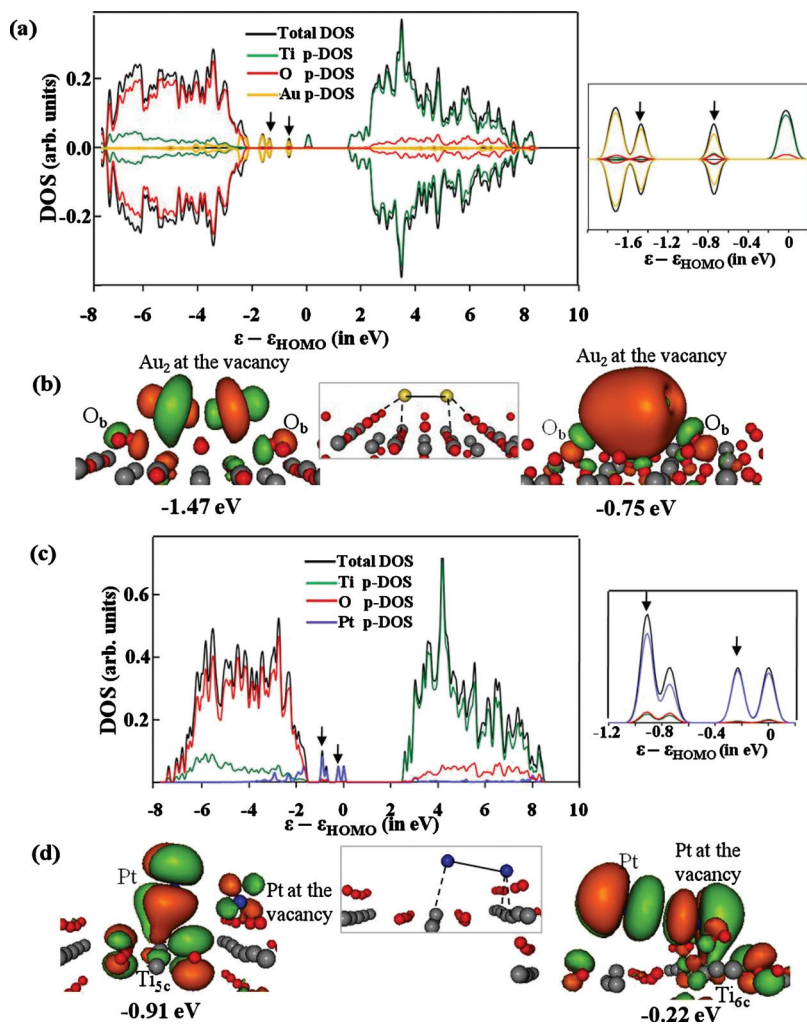 (a)
Total DOS
Ti p-DOS
O p-DOS
Au p-DOS
DOS (arb. units)
0.2
0.0
-0.2
-8 -6 -4 -2 0 2 4 6 8 10
ε – εHOMO (in eV)
-1.6 -1.2 -0.8 -0.4 0
ε – εHOMO (in eV)
(b)
Au2 at the vacancy
Ob
Ob
-1.47 eV
Au2 at the vacancy
Ob
Ob
-0.75 eV
(c)
Total DOS
Ti p-DOS
O p-DOS
Pt p-DOS
DOS (arb. units)
0.6
0.4
0.2
-8 -6 -4 -2 0 2 4 6 8 10
ε – εHOMO (in eV)
-1.2 -0.8 -0.4 0
ε – εHOMO (in eV)
(d)
Pt
Pt at the
vacancy
Ti5c
-0.91 eV
Pt
Pt at the
vacancy
Ti6c
-0.22 eV